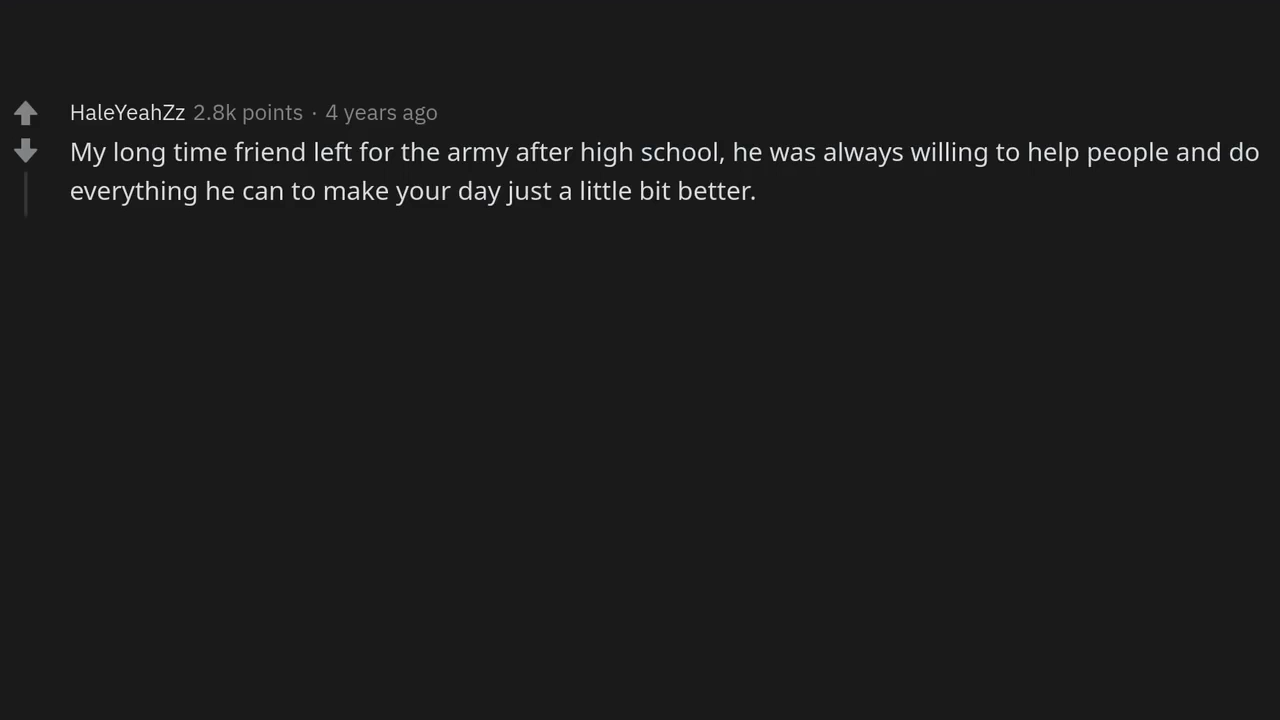 HaleYeahZz 2.8k points · 4 years ago
My long time friend left for the army after high school, he was always willing to help people and do
everything he can to make your day just a little bit better.